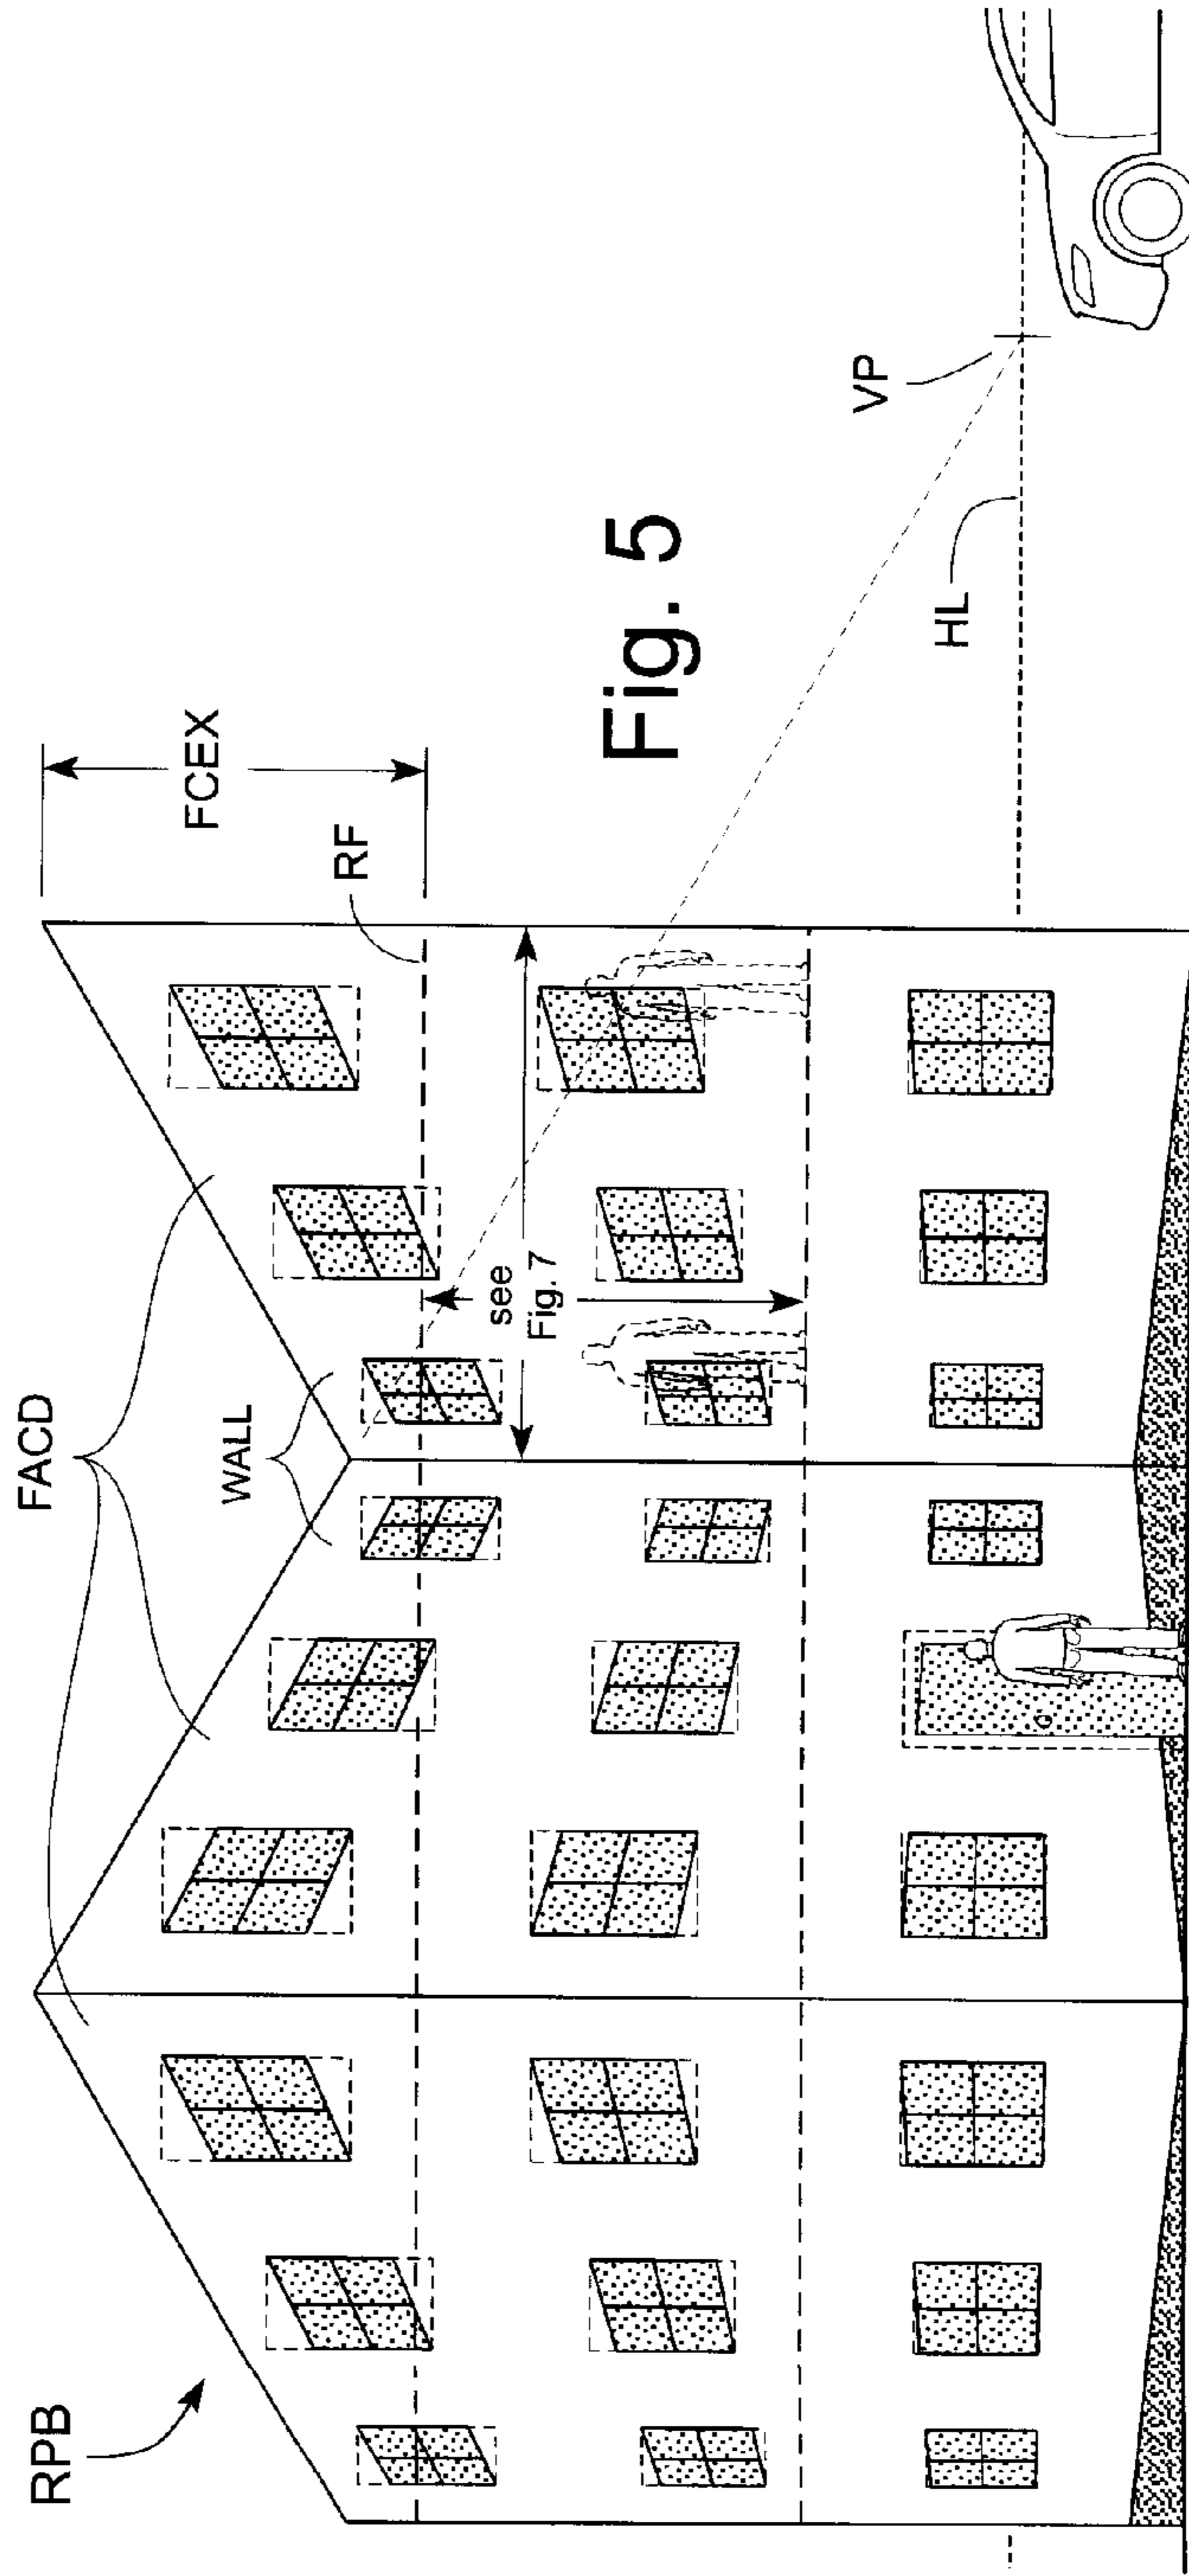 RPB
FACD
WALL
FCEX
RF
see
Fig. 7
Fig. 5
VP
HL